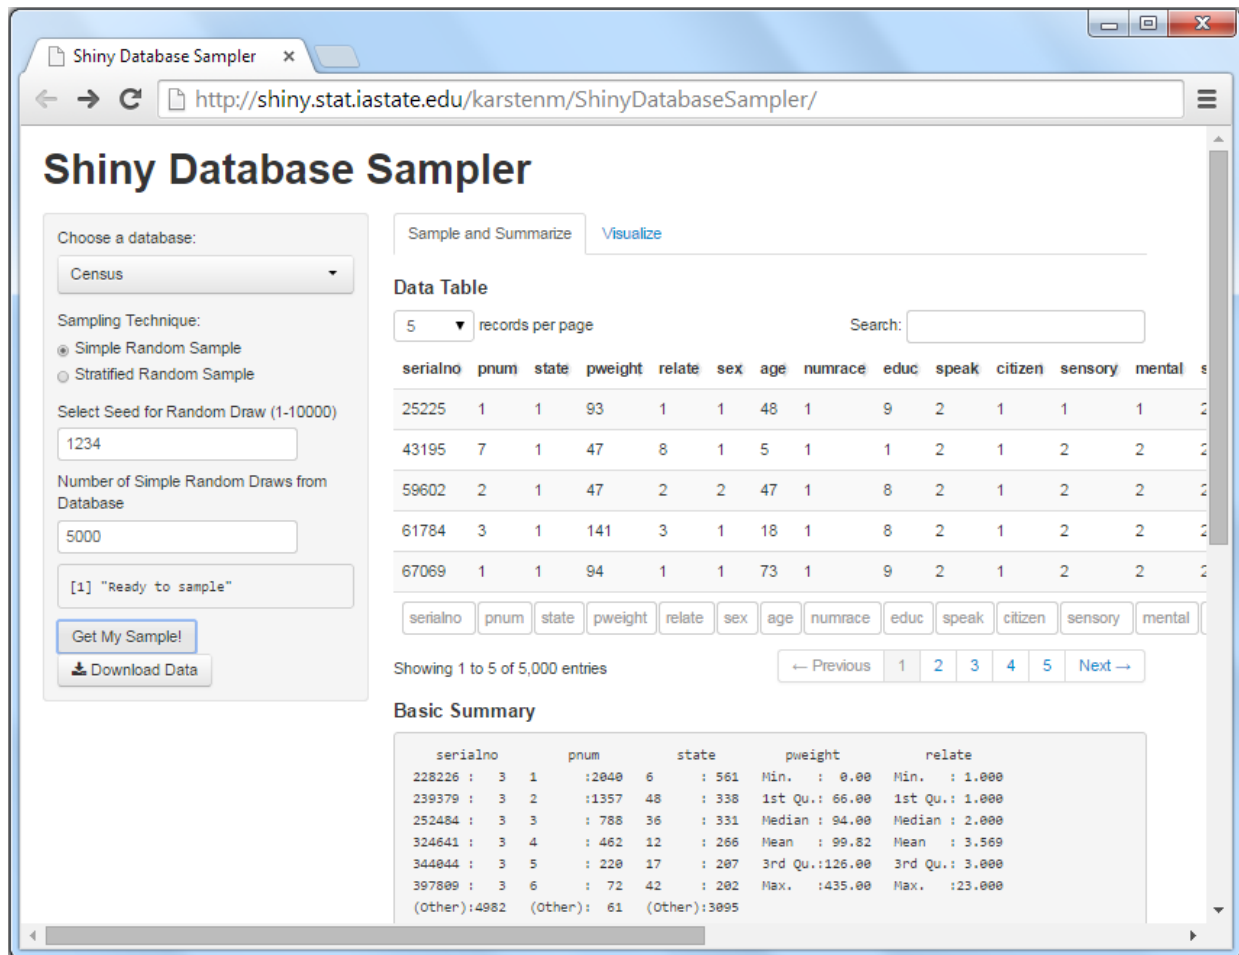 Shiny Database Sampler
http://shiny.stat.iastate.edu/karstenm/ShinyDatabaseSampler/
Shiny Database Sampler
Choose a database:
Census
Sampling Technique:
Simple Random Sample
Stratified Random Sample
Select Seed for Random Draw (1-10000)
1234
Number of Simple Random Draws from
Database
5000
[1] "Ready to sample"
Get My Sample!
Download Data
Sample and Summarize Visualize
Data Table
5 records per page Search:
serialno pnum state pweight relate sex age numrace educ speak citizen sensory mental s
25225 1 1 93 1 1 48 1 9 2 1 1 1 2
43195 7 1 47 8 1 5 1 1 2 1 2 2 2
59602 2 1 47 2 2 47 1 8 2 1 2 2 2
61784 3 1 141 3 1 18 1 8 2 1 2 2 2
67069 1 1 94 1 1 73 1 9 2 1 2 2 2
serialno pnum state pweight relate sex age numrace educ speak citizen sensory mental
Showing 1 to 5 of 5,000 entries ← Previous 1 2 3 4 5 Next →
Basic Summary
serialno pnum state pweight relate
228226 : 3 1 :2040 6 : 561 Min. : 0.00 Min. : 1.000
239379 : 3 2 :1357 48 : 338 1st Qu.: 66.00 1st Qu.: 1.000
252484 : 3 3 : 788 36 : 331 Median : 94.00 Median : 2.000
324641 : 3 4 : 462 12 : 266 Mean : 99.82 Mean : 3.569
344044 : 3 5 : 220 17 : 207 3rd Qu.:126.00 3rd Qu.: 3.000
397809 : 3 6 : 72 42 : 202 Max. :435.00 Max. :23.000
(Other):4982 (Other): 61 (Other):3095